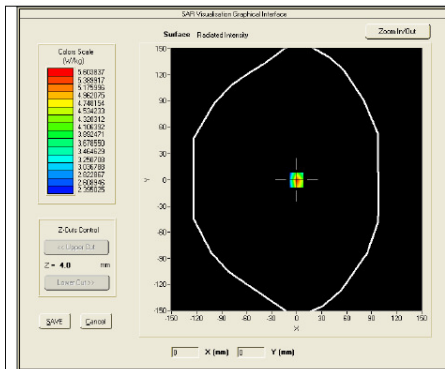 SAR Visualisation Graphical Interface
Surface Radiated Intensity
Zoom In/Out
Colors Scale
(W/kg)
5.603837
5.389917
5.175996
4.962075
4.748154
4.534233
4.320312
4.106392
3.892471
3.678550
3.464629
3.250708
3.036788
2.822867
2.608946
2.395025
150
120
90
60
30
0
-30
-60
-90
-120
-150
Y
-150 -120 -90 -60 -30 0 30 60 90 120 150
X
Z-Cuts Control
<< Upper Cut
Z = 4.0 mm
Lower Cut >>
SAVE Cancel
0 X (mm) 0 Y (mm)